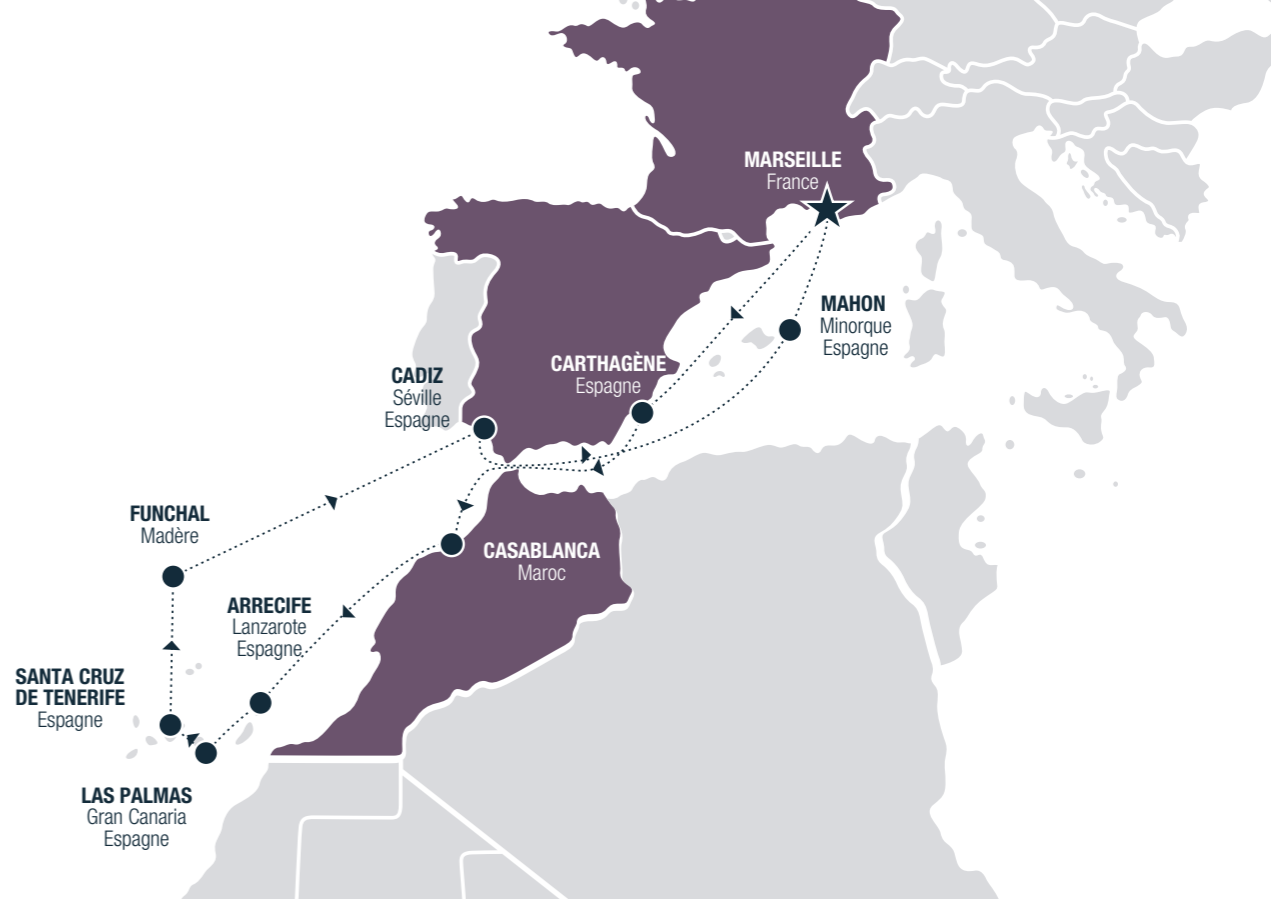 MARSEILLE
France
MAHON
Minorque
Espagne
CARTHAGÈNE
Espagne
CADIZ
Séville
Espagne
FUNCHAL
Madère
CASABLANCA
Maroc
ARRECIFE
Lanzarote
Espagne
SANTA CRUZ
DE TENERIFE
Espagne
LAS PALMAS
Gran Canaria
Espagne